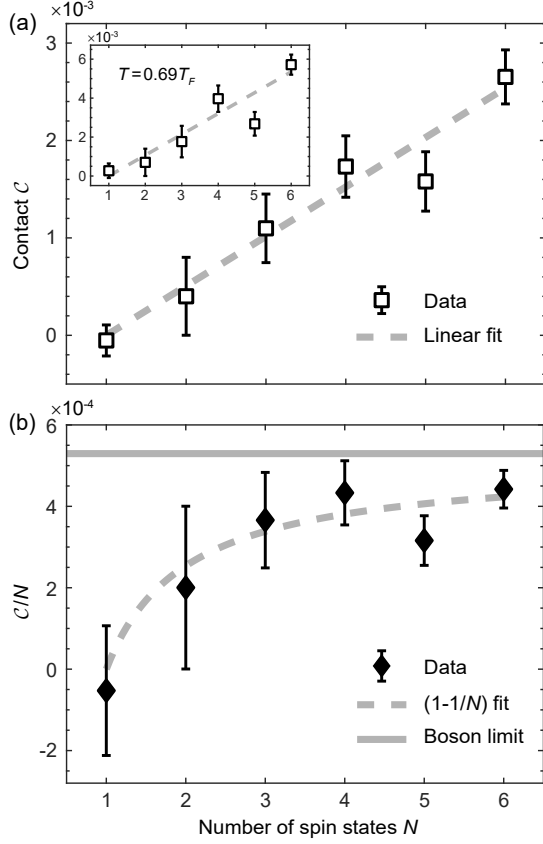 (a)
×10⁻³
3
2
1
0
Contact 𝒞
×10⁻³
6
4
2
0
T = 0.69T_F
1 2 3 4 5 6
Data
Linear fit
(b)
×10⁻⁴
6
4
2
0
-2
𝒞/N
Data
(1-1/N) fit
Boson limit
1 2 3 4 5 6
Number of spin states N